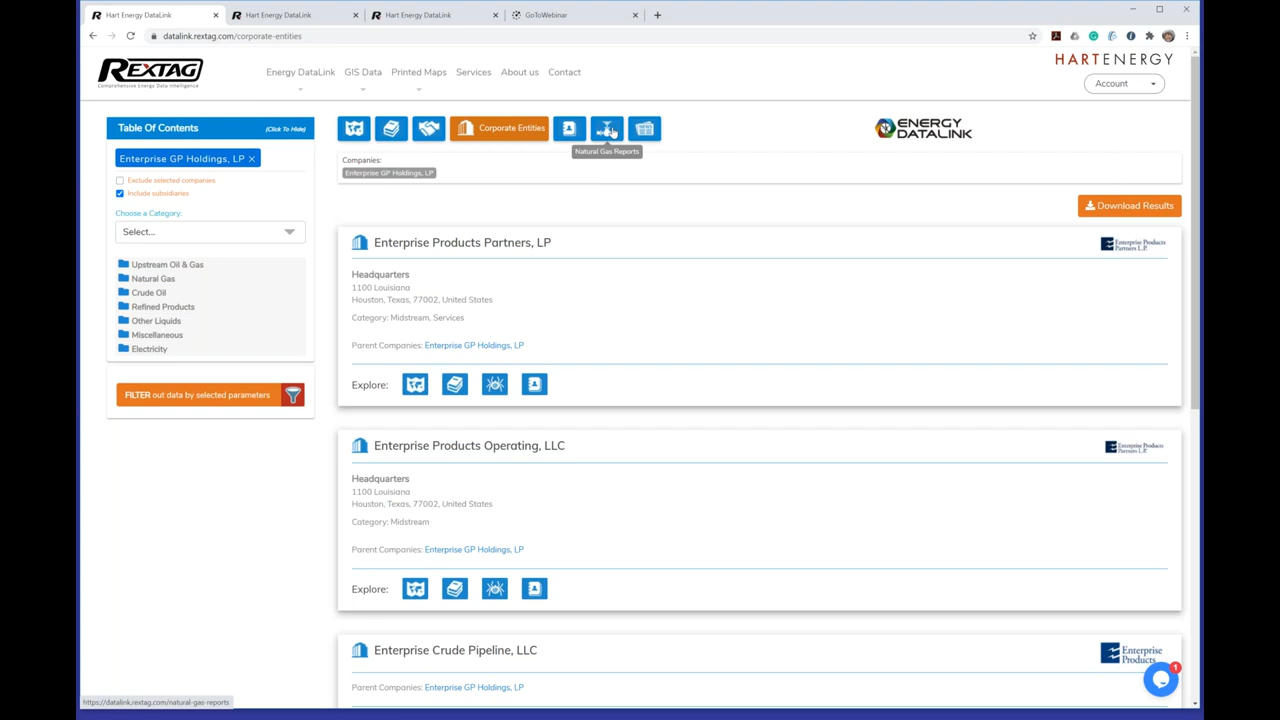 Hart Energy DataLink
Hart Energy DataLink
Hart Energy DataLink
GoToWebinar
datalink.rextag.com/corporate-entities
REXTAG
Comprehensive Energy Data Intelligence
Energy DataLink
GIS Data
Printed Maps
Services
About us
Contact
HARTENERGY
Account
Table Of Contents
(Click To Hide)
Enterprise GP Holdings, LP
Exclude selected companies
Include subsidiaries
Choose a Category:
Select...
Upstream Oil & Gas
Natural Gas
Crude Oil
Refined Products
Other Liquids
Miscellaneous
Electricity
FILTER out data by selected parameters
Corporate Entities
Natural Gas Reports
ENERGY
DATALINK
Companies:
Enterprise GP Holdings, LP
Download Results
Enterprise Products Partners, LP
Enterprise Products
Partners L.P.
Headquarters
1100 Louisiana
Houston, Texas, 77002, United States
Category: Midstream, Services
Parent Companies: Enterprise GP Holdings, LP
Explore:
Enterprise Products Operating, LLC
Enterprise Products
Partners L.P.
Headquarters
1100 Louisiana
Houston, Texas, 77002, United States
Category: Midstream
Parent Companies: Enterprise GP Holdings, LP
Explore:
Enterprise Crude Pipeline, LLC
Enterprise
Products
Parent Companies: Enterprise GP Holdings, LP
1
https://datalink.rextag.com/natural-gas-reports